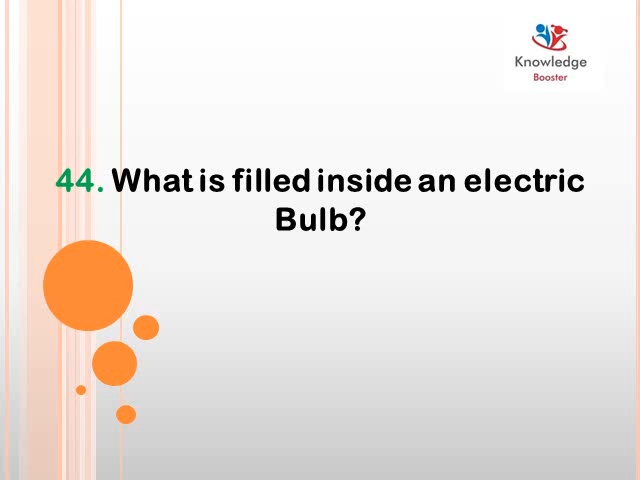 Knowledge
Booster
44. What is filled inside an electric
Bulb?